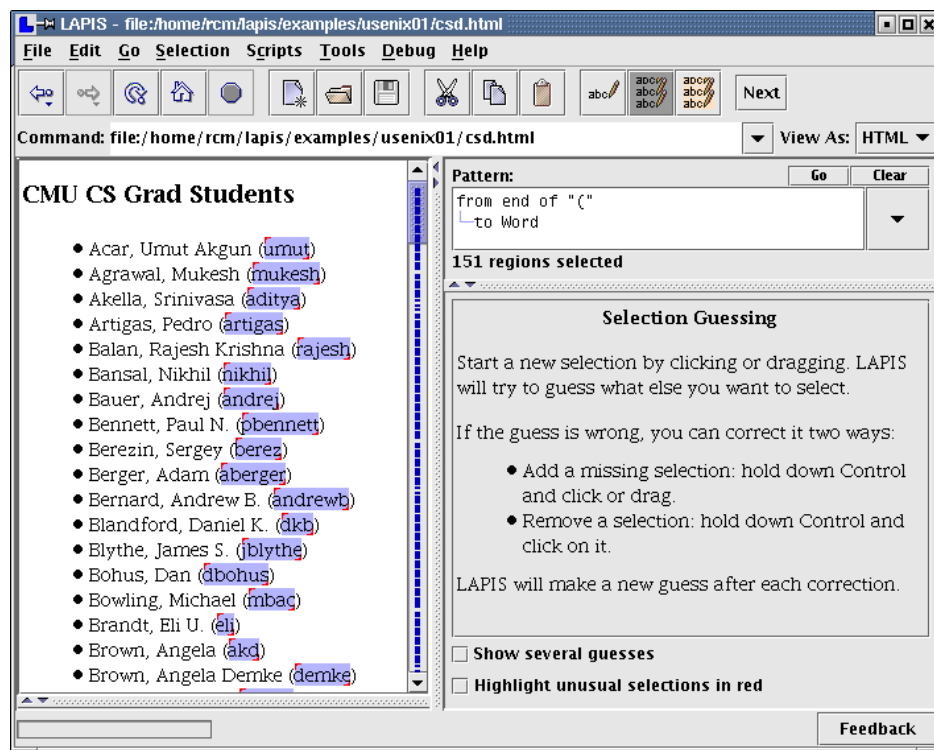 LAPIS - file:/home/rcm/lapis/examples/usenix01/csd.html
File Edit Go Selection Scripts Tools Debug Help
abc abc abc abc abc abc abc Next
Command: file:/home/rcm/lapis/examples/usenix01/csd.html View As: HTML
CMU CS Grad Students
Acar, Umut Akgun (umut)
Agrawal, Mukesh (mukesh)
Akella, Srinivasa (aditya)
Artigas, Pedro (artigas)
Balan, Rajesh Krishna (rajesh)
Bansal, Nikhil (nikhil)
Bauer, Andrej (andrej)
Bennett, Paul N. (pbennett)
Berezin, Sergey (berez)
Berger, Adam (aberger)
Bernard, Andrew B. (andrewb)
Blandford, Daniel K. (dkb)
Blythe, James S. (jblythe)
Bohus, Dan (dbohus)
Bowling, Michael (mbac)
Brandt, Eli U. (eli)
Brown, Angela (akd)
Brown, Angela Demke (demke)
Pattern: Go Clear
from end of "("
to Word
151 regions selected
Selection Guessing
Start a new selection by clicking or dragging. LAPIS
will try to guess what else you want to select.
If the guess is wrong, you can correct it two ways:
Add a missing selection: hold down Control
and click or drag.
Remove a selection: hold down Control and
click on it.
LAPIS will make a new guess after each correction.
Show several guesses
Highlight unusual selections in red
Feedback